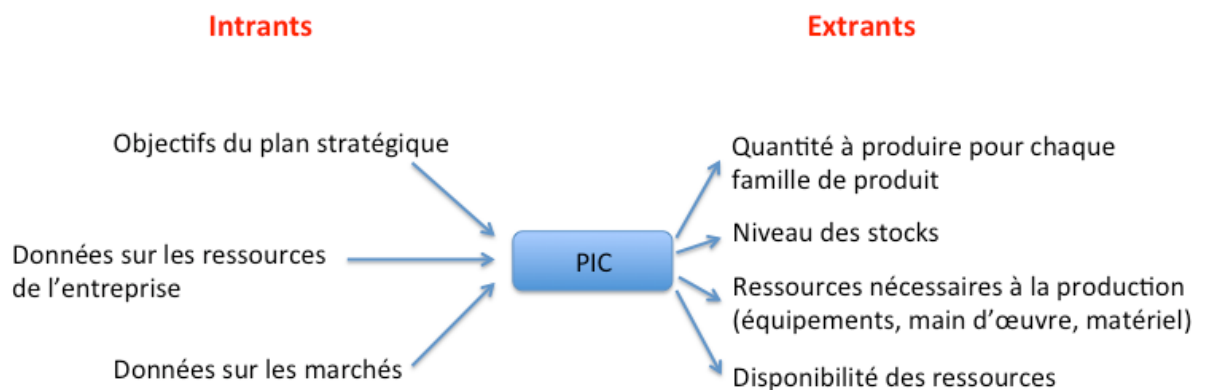 Intrants
Extrants
Objectifs du plan stratégique
Données sur les ressources
de l’entreprise
Données sur les marchés
PIC
Quantité à produire pour chaque
famille de produit
Niveau des stocks
Ressources nécessaires à la production
(équipements, main d’œuvre, matériel)
Disponibilité des ressources